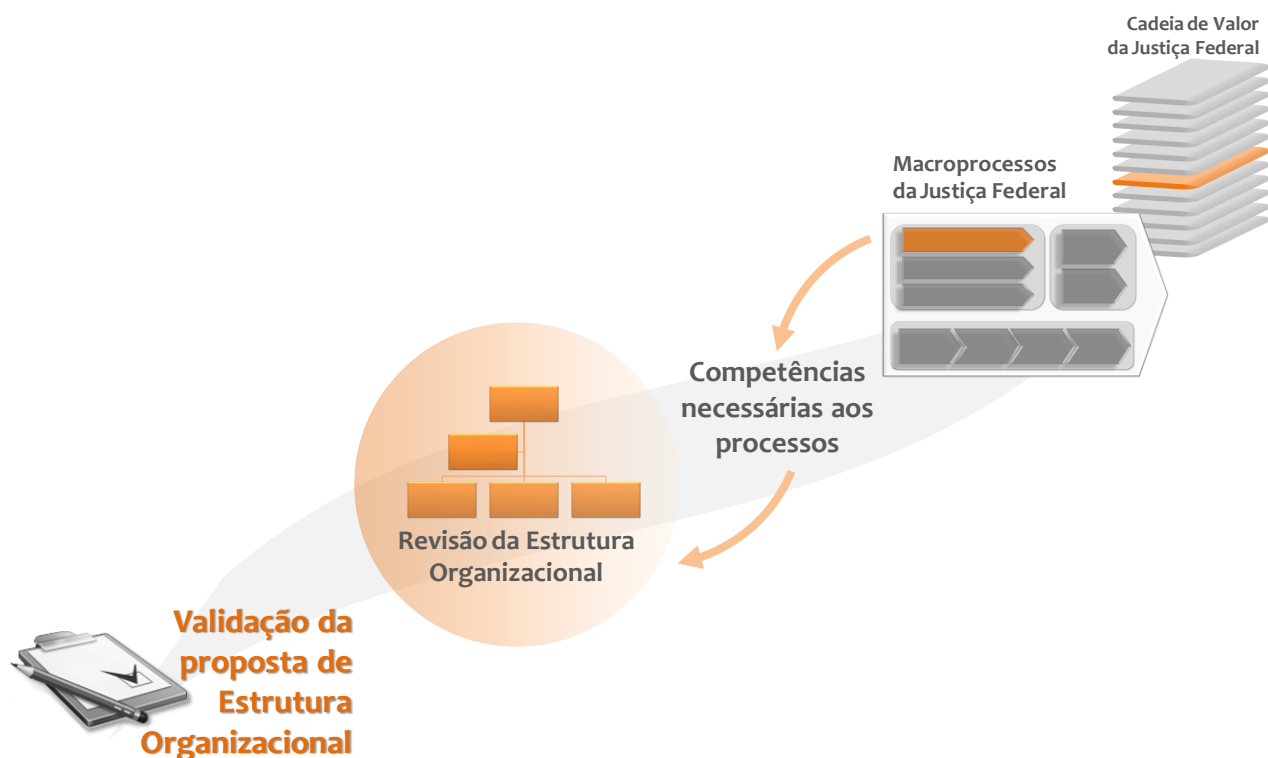 Cadeia de Valor
da Justiça Federal
Macroprocessos
da Justiça Federal
Competências
necessárias aos
processos
Revisão da Estrutura
Organizacional
Validação da
proposta de
Estrutura
Organizacional